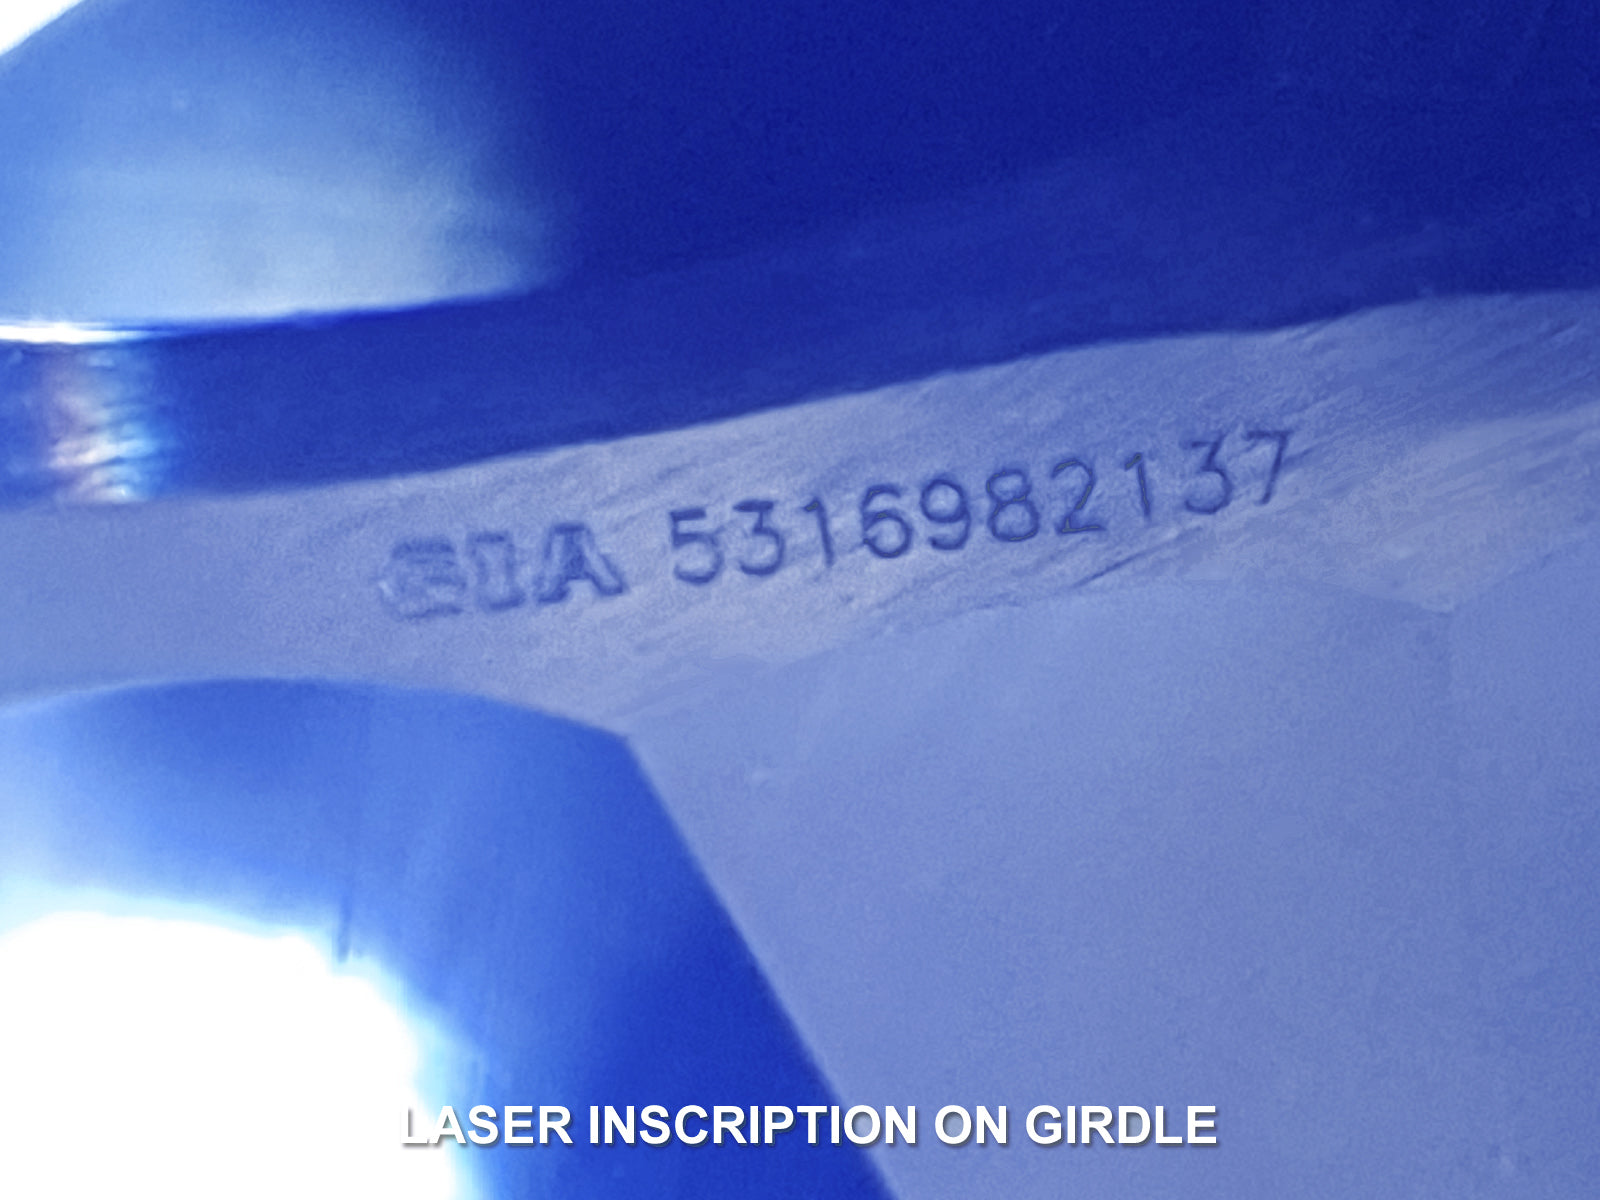 GIA 5316982137
LASER INSCRIPTION ON GIRDLE